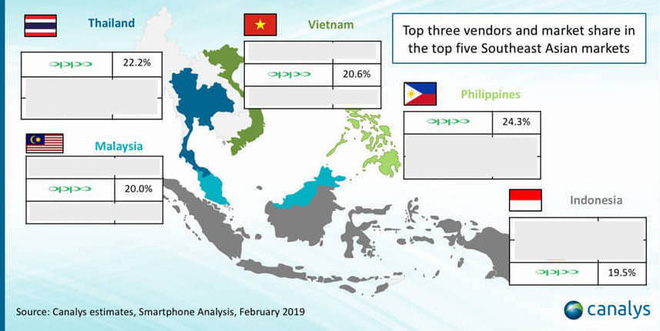 Thailand
Vietnam
Top three vendors and market share in
the top five Southeast Asian markets
oppo 22.2%
oppo 20.6%
Philippines
oppo 24.3%
Malaysia
oppo 20.0%
Indonesia
oppo 19.5%
Source: Canalys estimates, Smartphone Analysis, February 2019
canalys